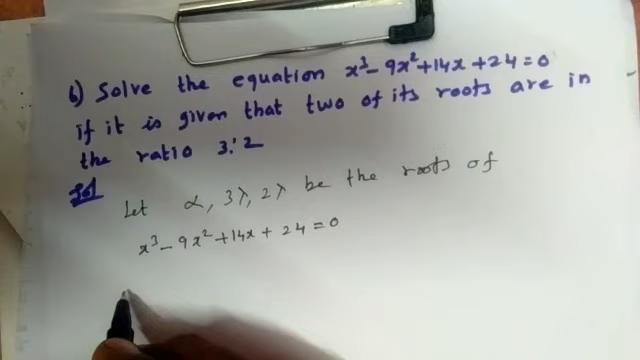 6) Solve the equation x³-9x²+14x+24=0
if it is given that two of its roots are in
the ratio 3:2
Sol
Let α, 3λ, 2λ be the roots of
x³-9x²+14x+24=0